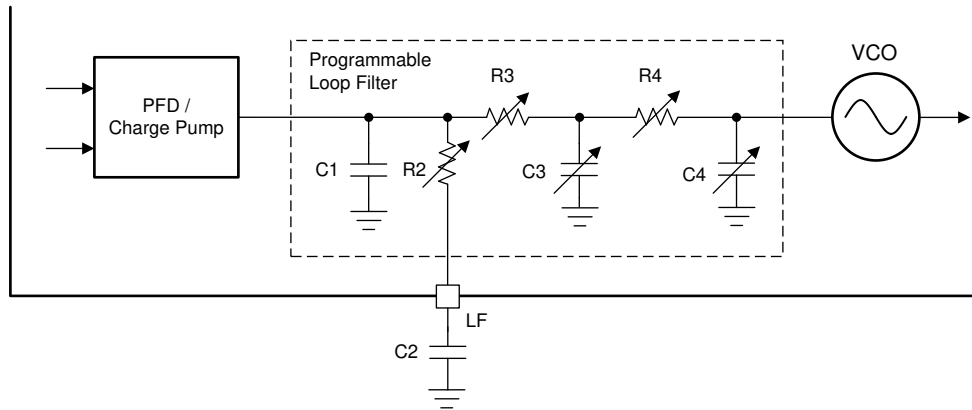 Programmable
Loop Filter
VCO
R3
R4
PFD /
Charge Pump
C1
R2
C3
C4
LF
C2